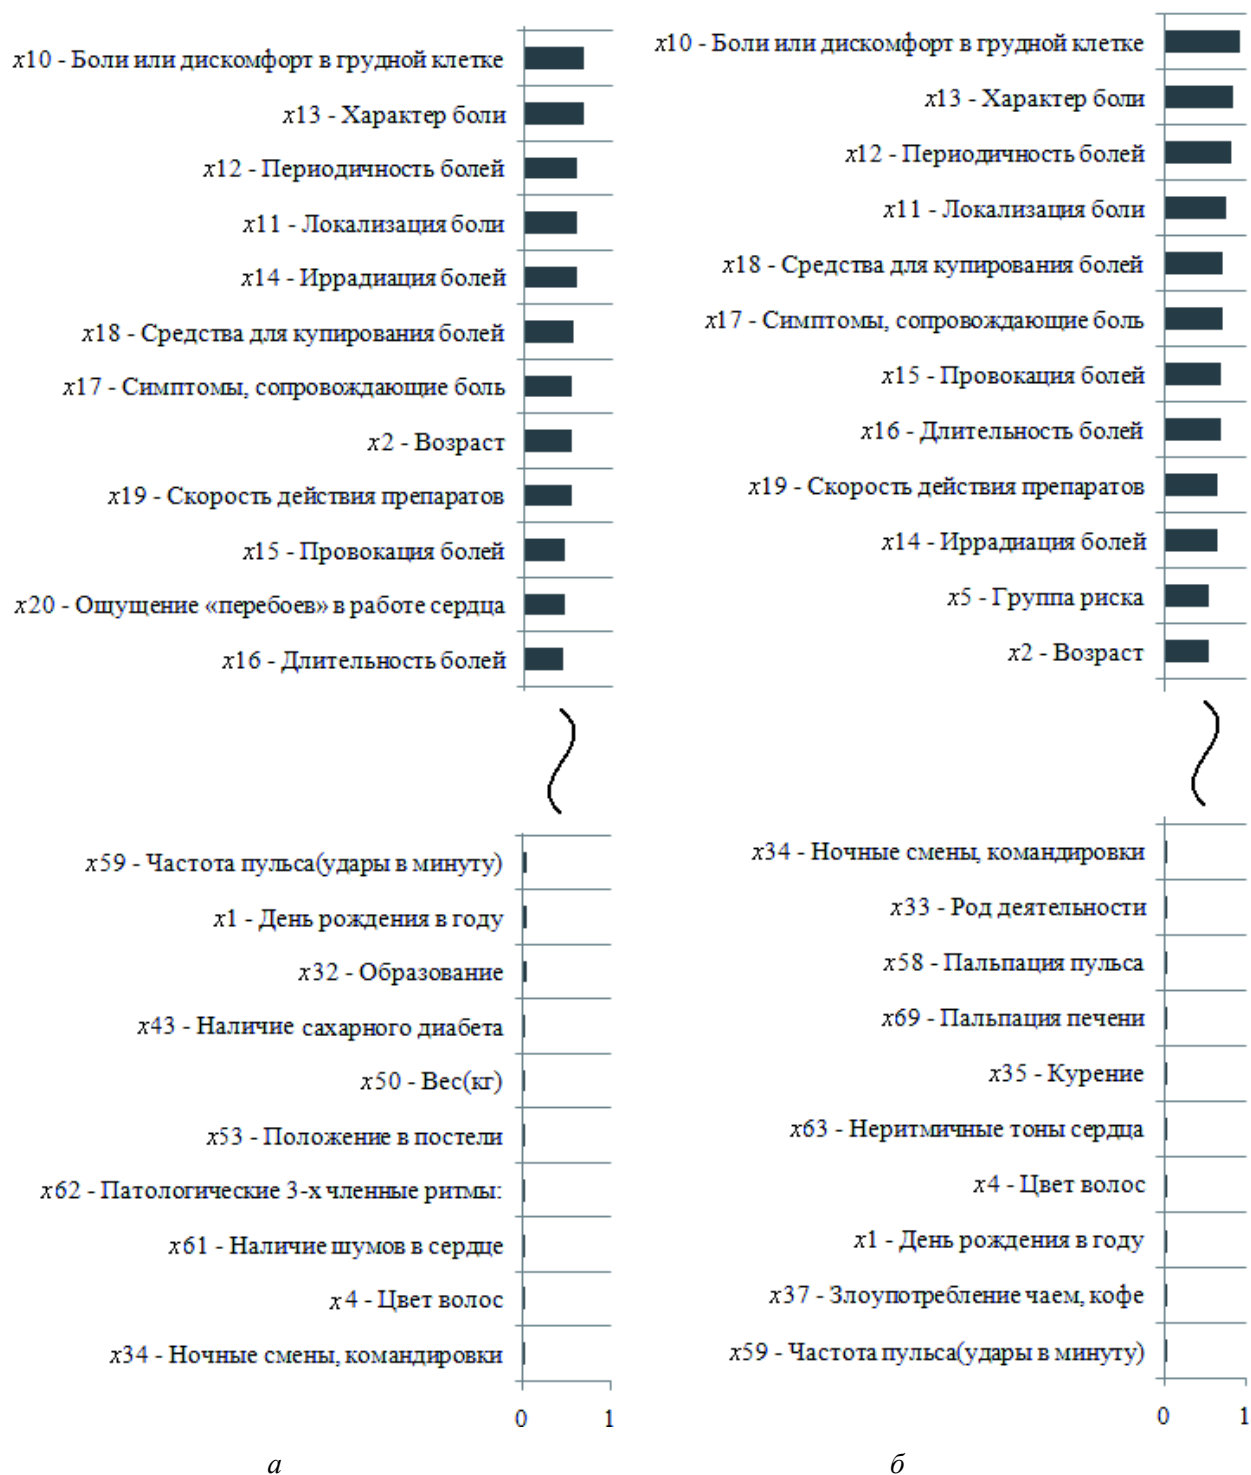 x10 - Боли или дискомфорт в грудной клетке
x13 - Характер боли
x12 - Периодичность болей
x11 - Локализация боли
x14 - Иррадиация болей
x18 - Средства для купирования болей
x17 - Симптомы, сопровождающие боль
x2 - Возраст
x19 - Скорость действия препаратов
x15 - Провокация болей
x20 - Ощущение «перебоев» в работе сердца
x16 - Длительность болей
x59 - Частота пульса(удары в минуту)
x1 - День рождения в году
x32 - Образование
x43 - Наличие сахарного диабета
x50 - Вес(кг)
x53 - Положение в постели
x62 - Патологические 3-х членные ритмы:
x61 - Наличие шумов в сердце
x4 - Цвет волос
x34 - Ночные смены, командировки
0 1
а
x10 - Боли или дискомфорт в грудной клетке
x13 - Характер боли
x12 - Периодичность болей
x11 - Локализация боли
x18 - Средства для купирования болей
x17 - Симптомы, сопровождающие боль
x15 - Провокация болей
x16 - Длительность болей
x19 - Скорость действия препаратов
x14 - Иррадиация болей
x5 - Группа риска
x2 - Возраст
x34 - Ночные смены, командировки
x33 - Род деятельности
x58 - Пальпация пульса
x69 - Пальпация печени
x35 - Курение
x63 - Неритмичные тоны сердца
x4 - Цвет волос
x1 - День рождения в году
x37 - Злоупотребление чаем, кофе
x59 - Частота пульса(удары в минуту)
0 1
б